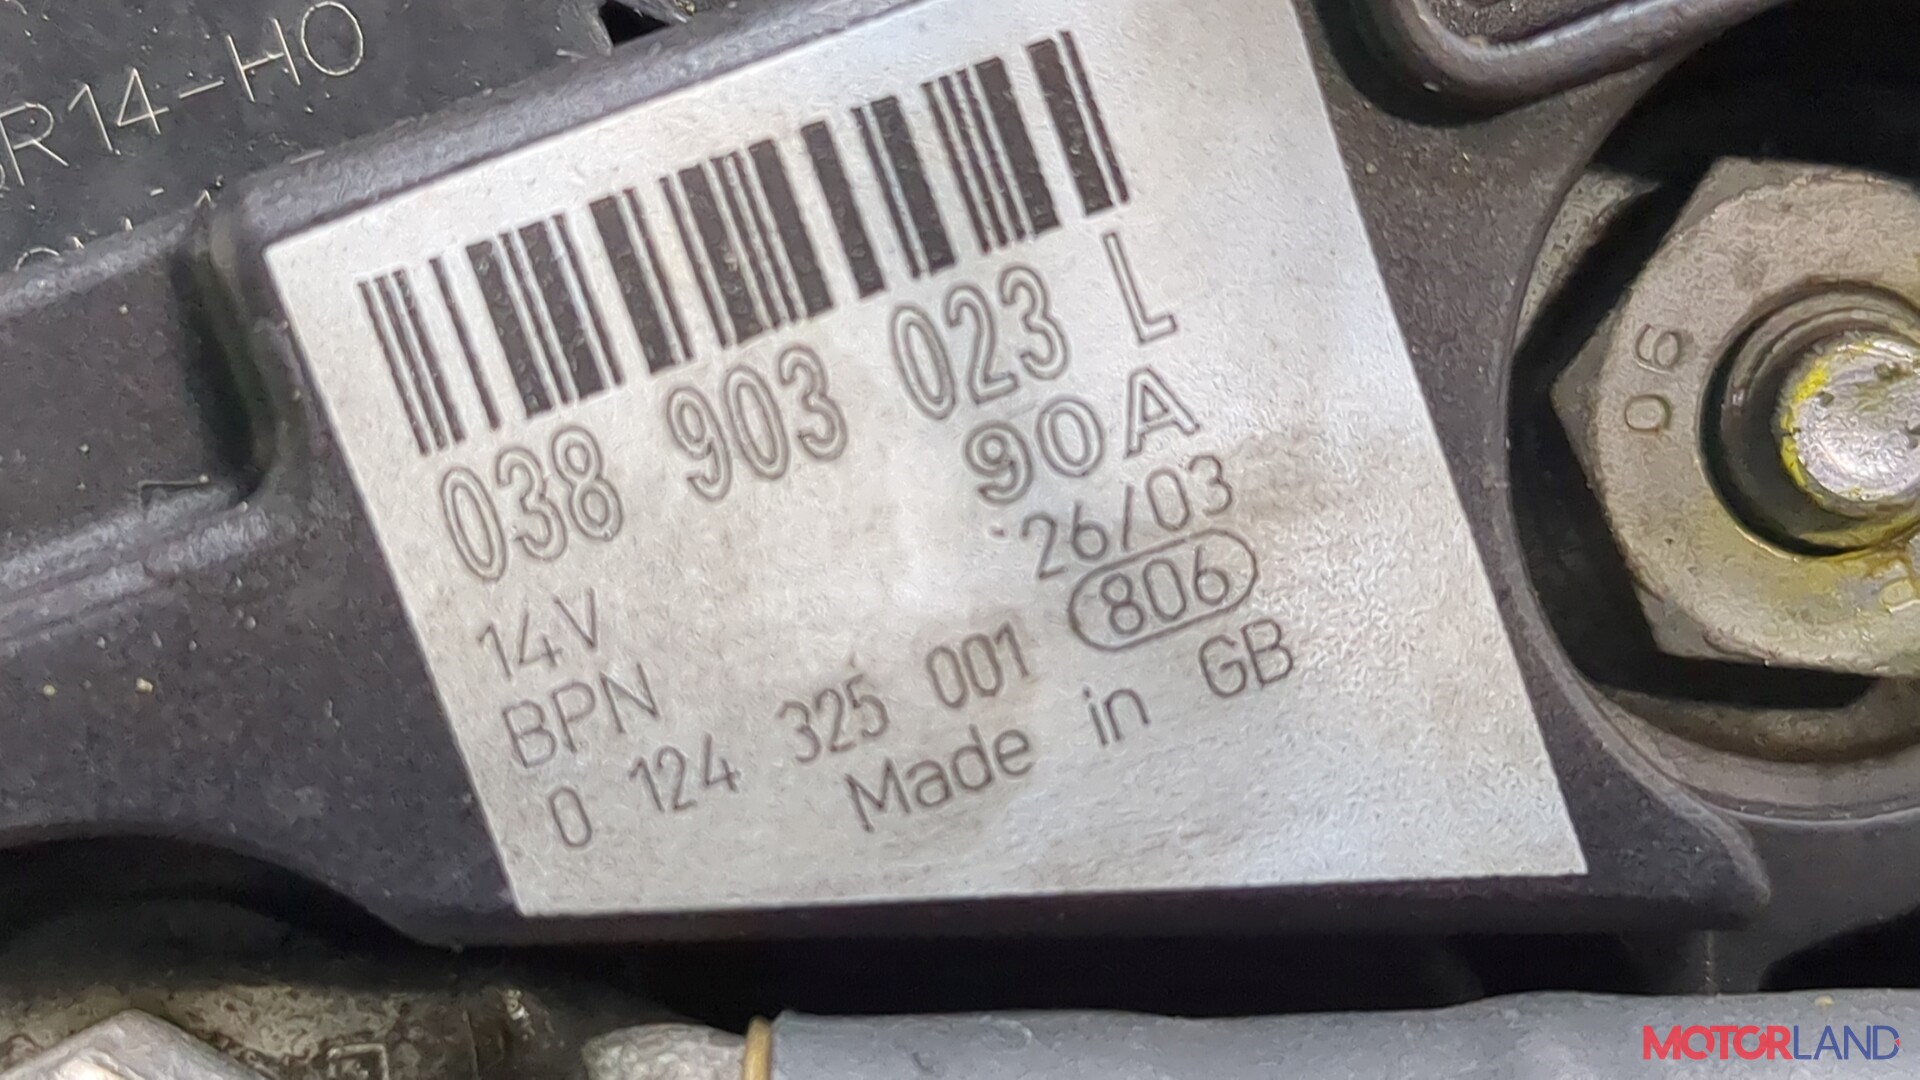 R14-HO
038 903 023 L
90A
26/03
14V
806
BPN
0 124 325 001
Made in GB
06
MOTORLAND